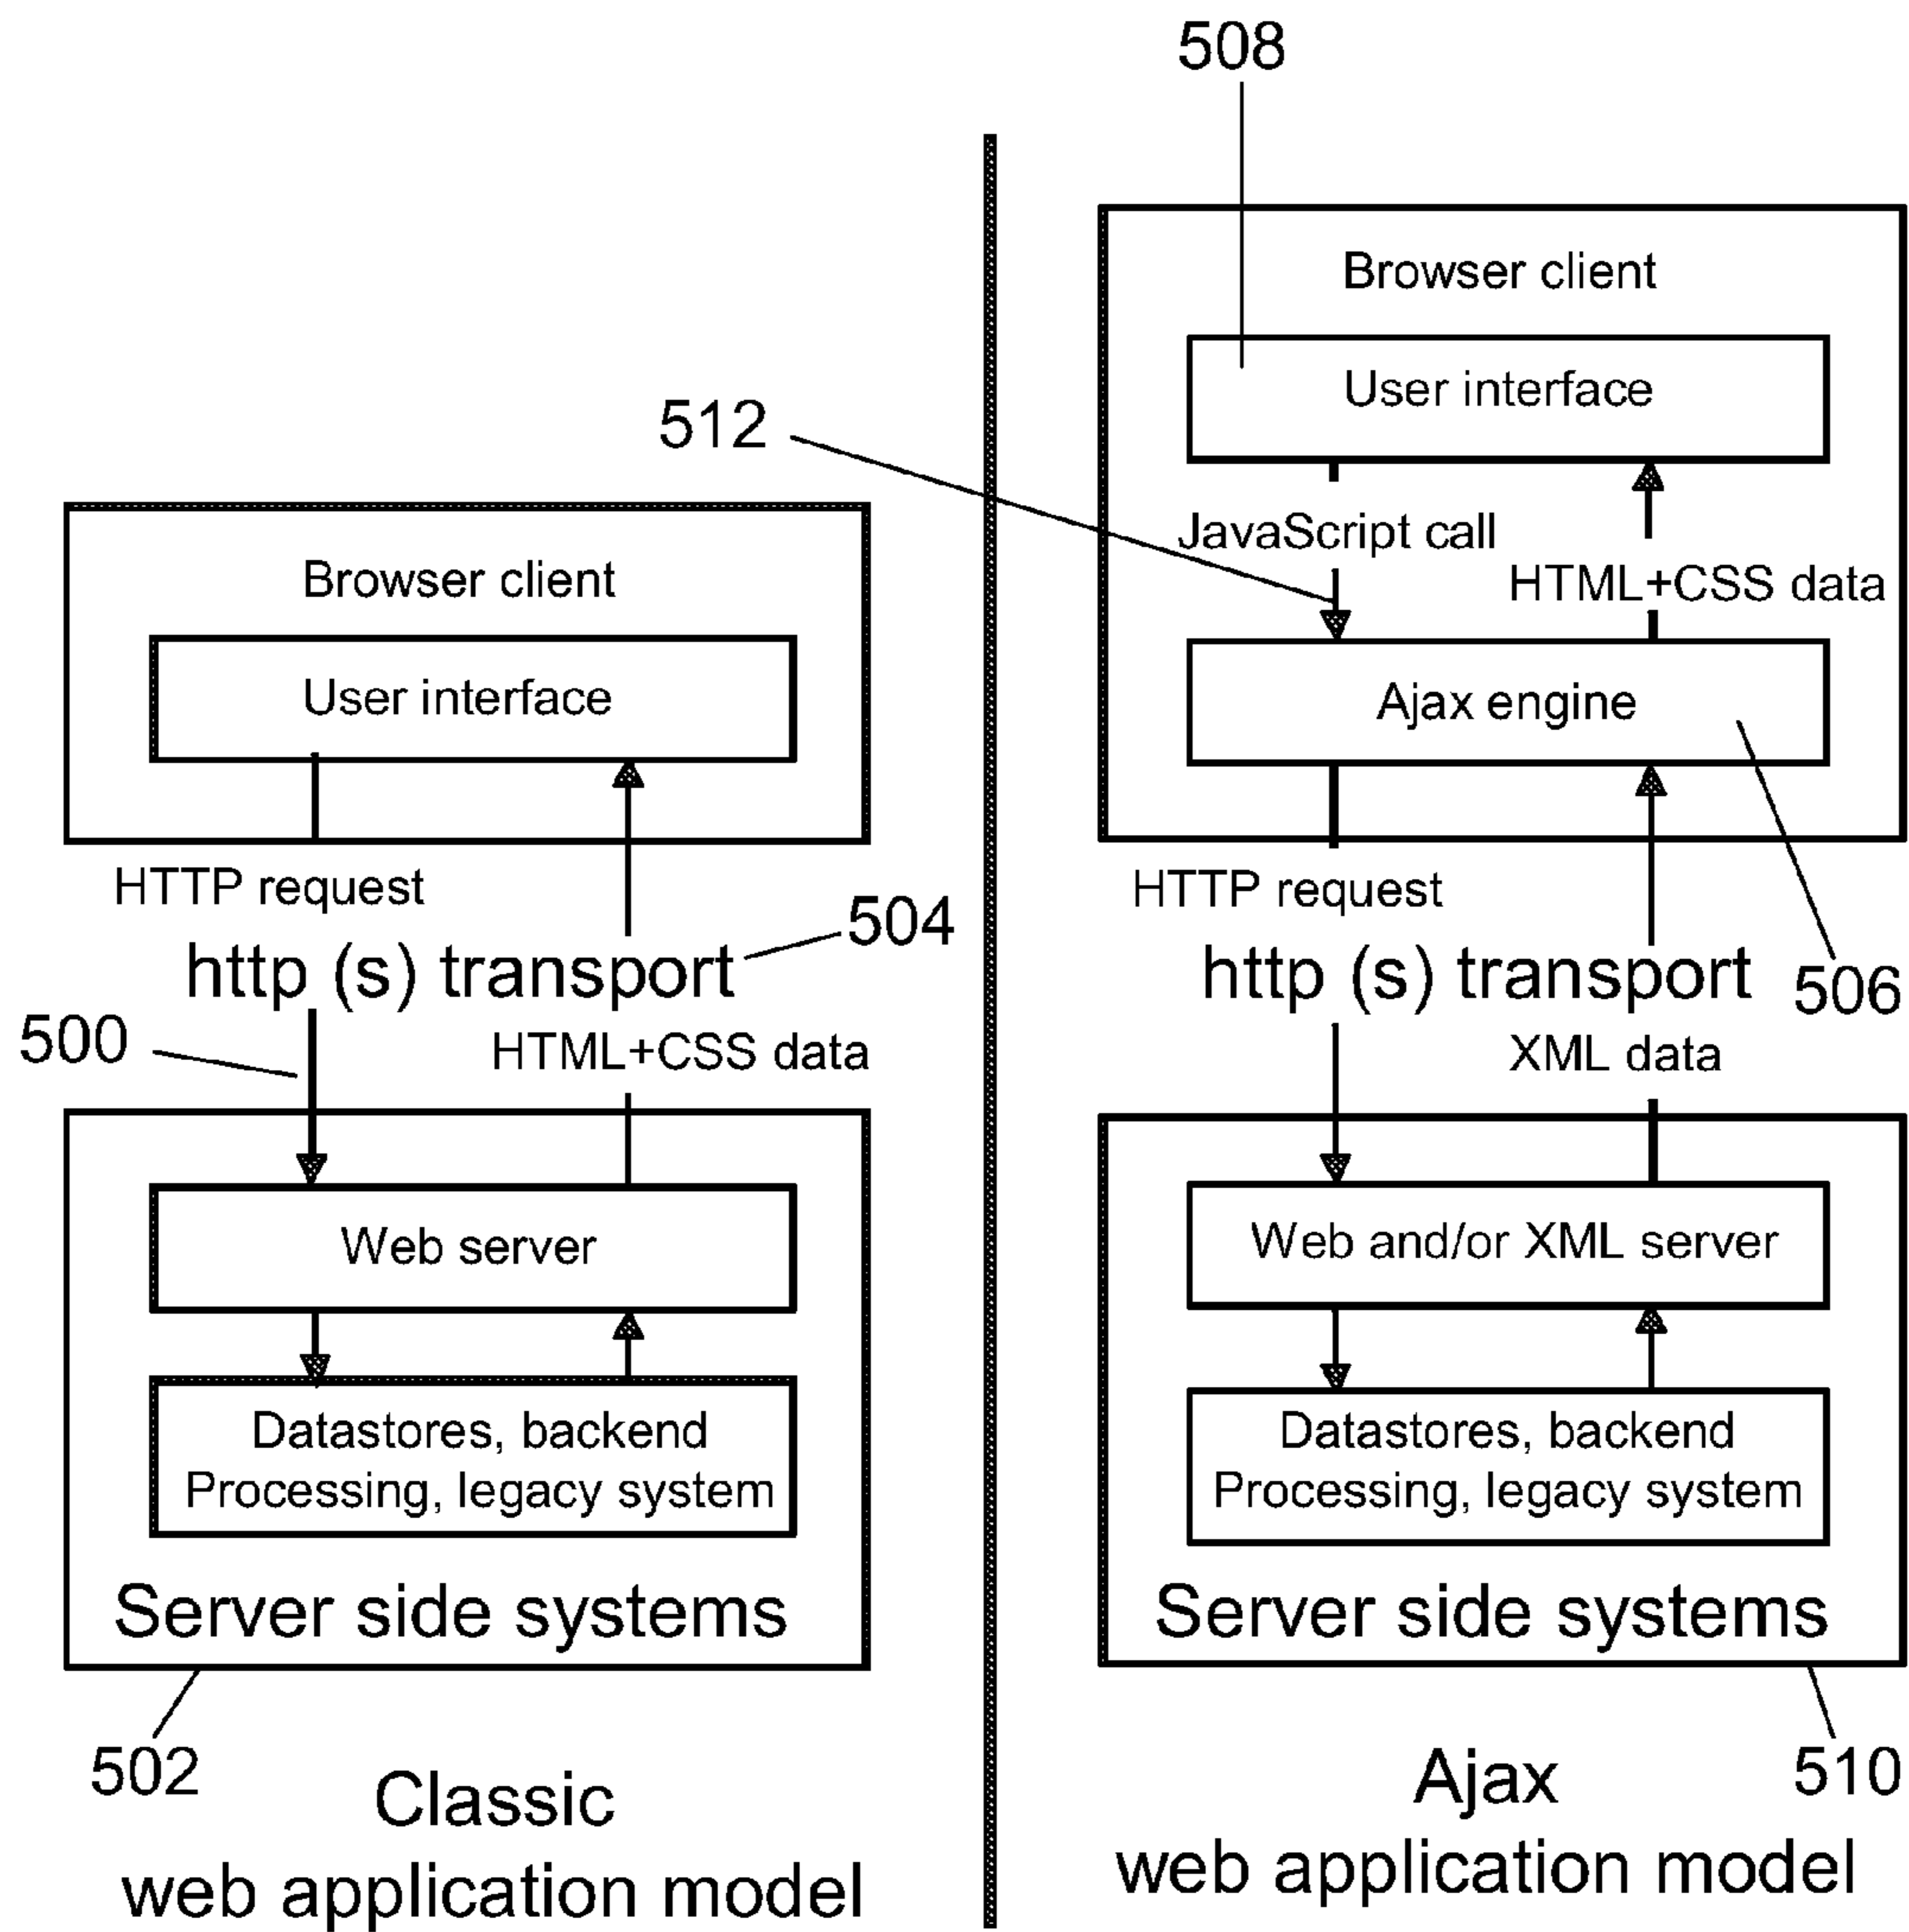 508
512
Browser client
User interface
HTTP request
504
http (s) transport
500
HTML+CSS data
Web server
Datastores, backend
Processing, legacy system
Server side systems
502
Classic
web application model
Browser client
User interface
JavaScript call
HTML+CSS data
Ajax engine
HTTP request
http (s) transport
506
XML data
Web and/or XML server
Datastores, backend
Processing, legacy system
Server side systems
510
Ajax
web application model